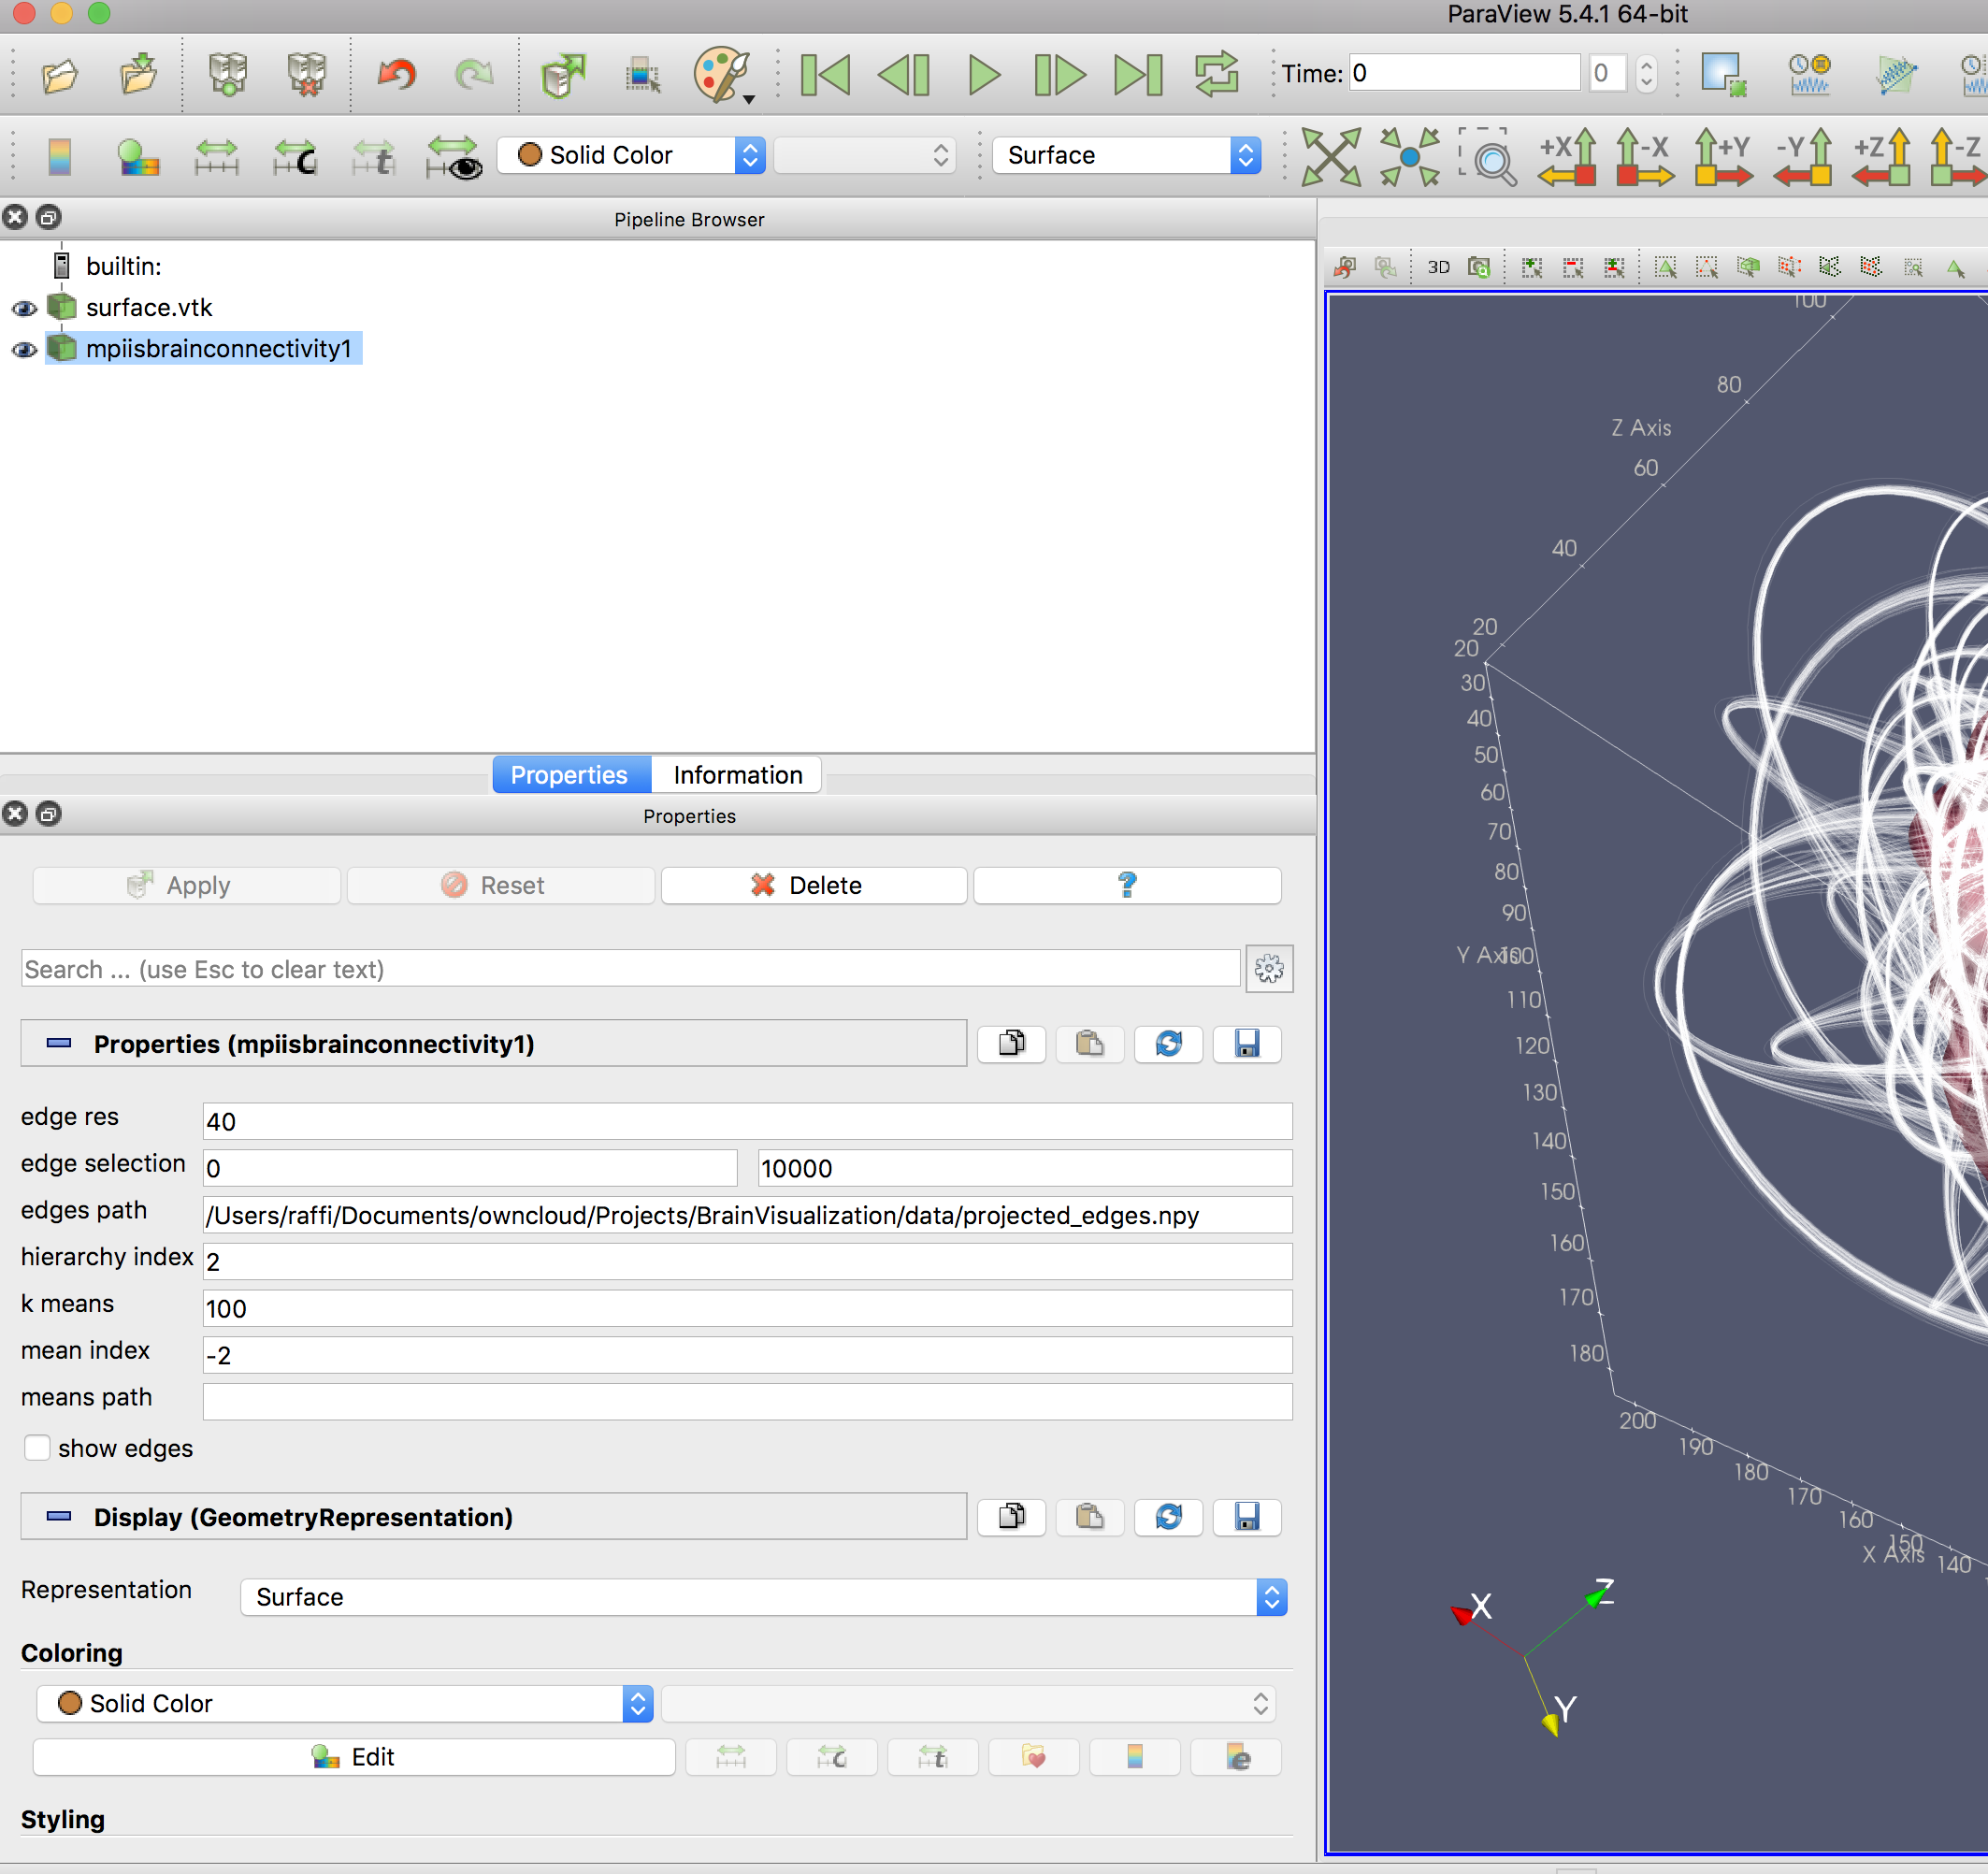 ParaView 5.4.1 64-bit
Time: 0 0
C t Solid Color Surface +X -X +Y -Y +Z -Z
Pipeline Browser
builtin:
surface.vtk
mpiisbrainconnectivity1
Properties Information
Properties
Apply Reset Delete ?
Search ... (use Esc to clear text)
Properties (mpiisbrainconnectivity1)
edge res 40
edge selection 0 10000
edges path /Users/raffi/Documents/owncloud/Projects/BrainVisualization/data/projected_edges.npy
hierarchy index 2
k means 100
mean index -2
means path
show edges
Display (GeometryRepresentation)
Representation Surface
Coloring
Solid Color
Edit C t e
Styling
3D
100
80
Z Axis
60
40
20
20
30
40
50
60
70
80
90
Y Axis 100
110
120
130
140
150
160
170
180
200
190
180
170
160
150
X Axis 140
X Z
Y